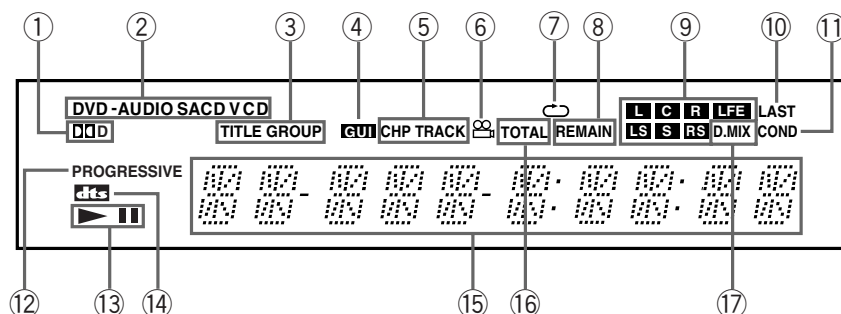 ① ② ③ ④ ⑤ ⑥ ⑦ ⑧ ⑨ ⑩ ⑪
DVD-AUDIO SACD VCD
D
TITLE GROUP GUI CHP TRACK TOTAL REMAIN
L C R LFE LAST
LS S RS D.MIX COND
PROGRESSIVE
dts
⑫ ⑬ ⑭ ⑮ ⑯ ⑰